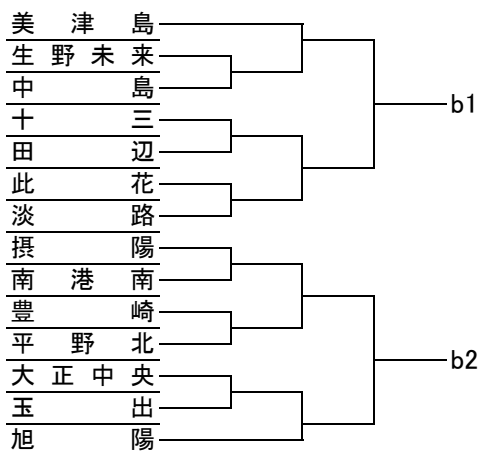 美津島
生野未来
中島
十三
田辺
此花
淡路
摂陽
南港南
豊崎
平野北
大正中央
玉出
旭陽
b1
b2